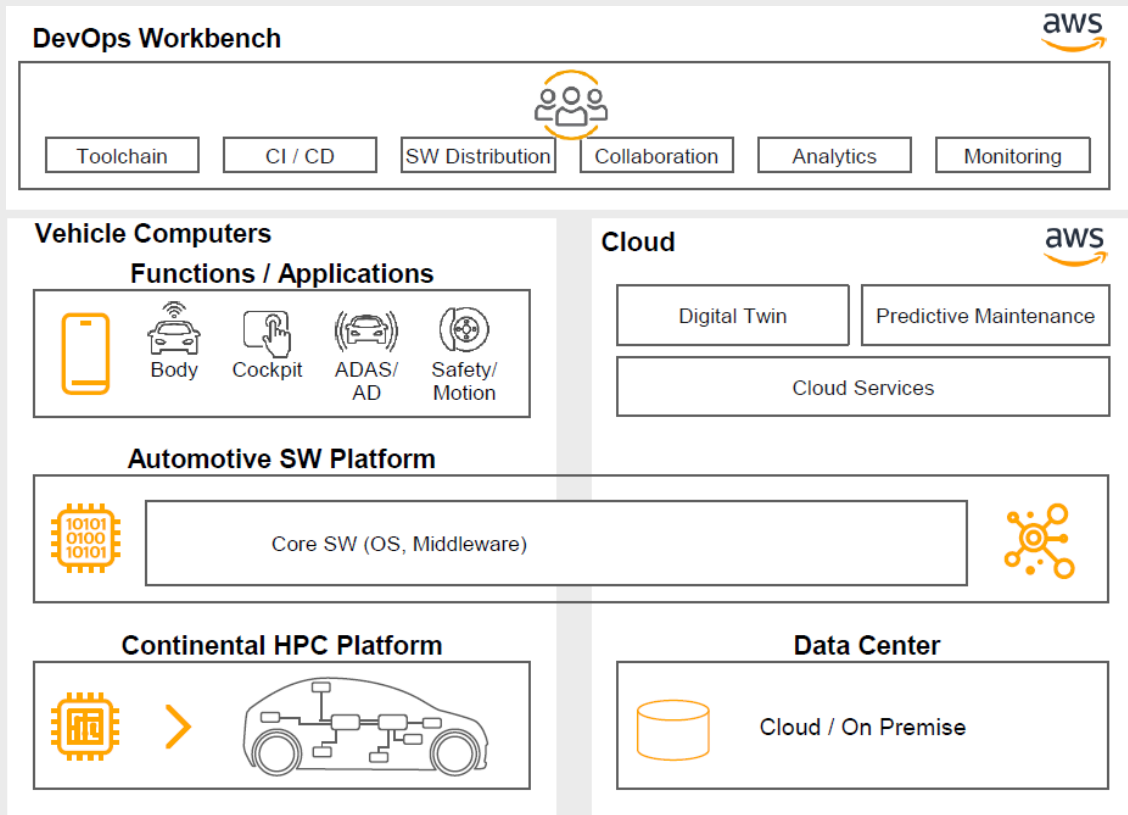 DevOps Workbench
aws
Toolchain
CI / CD
SW Distribution
Collaboration
Analytics
Monitoring
Vehicle Computers
Functions / Applications
Body
Cockpit
ADAS/
AD
Safety/
Motion
Cloud
aws
Digital Twin
Predictive Maintenance
Cloud Services
Automotive SW Platform
10101
0100
10101
Core SW (OS, Middleware)
Continental HPC Platform
Data Center
Cloud / On Premise